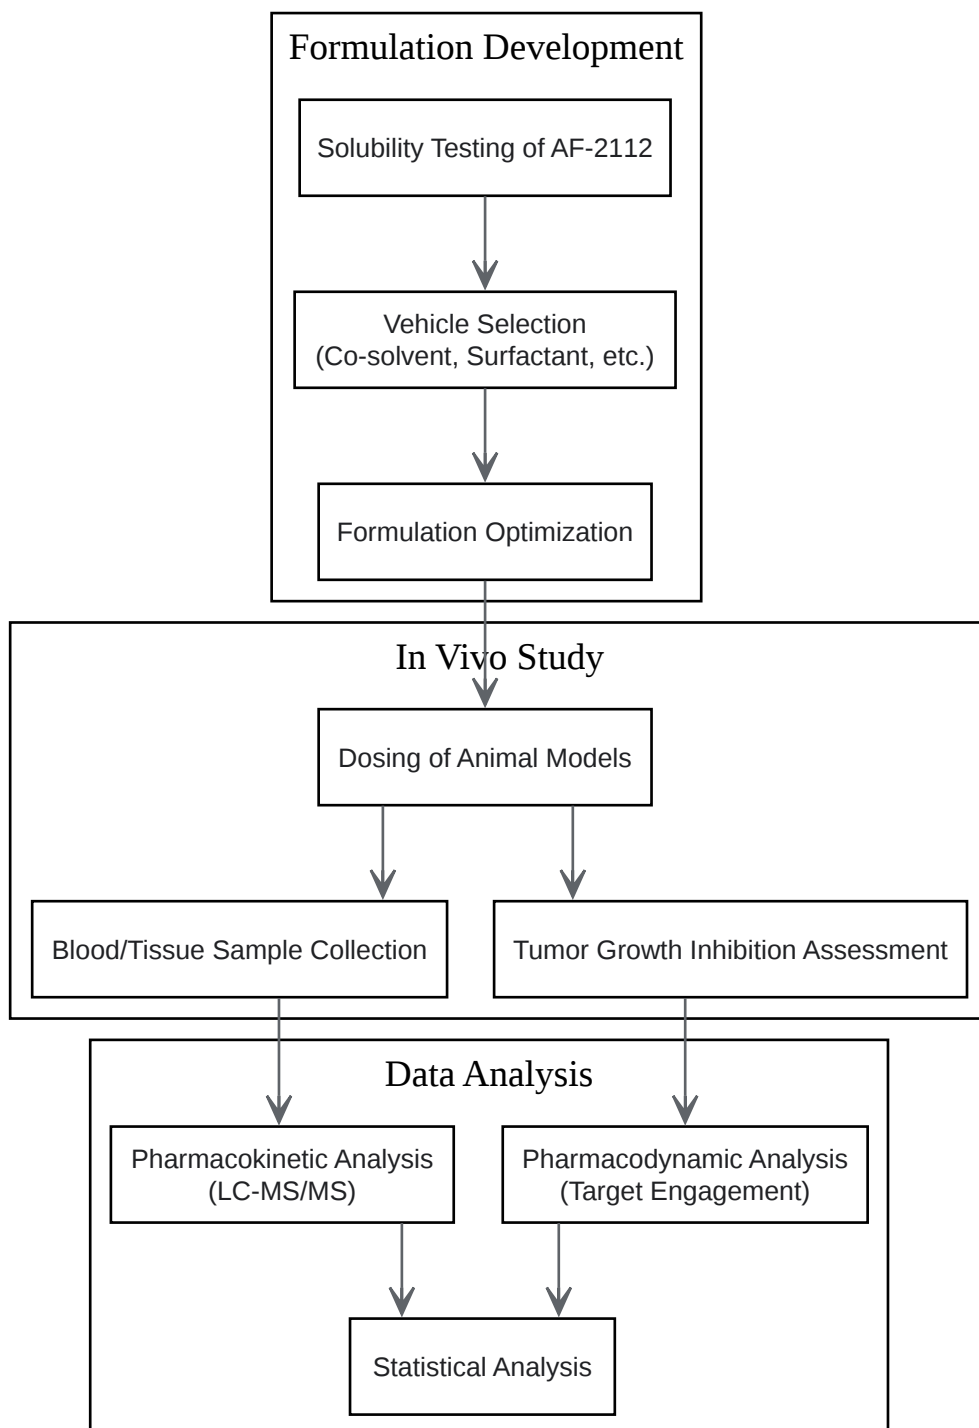 Formulation Development
Solubility Testing of AF-2112
Vehicle Selection
(Co-solvent, Surfactant, etc.)
Formulation Optimization
In Vivo Study
Dosing of Animal Models
Blood/Tissue Sample Collection
Tumor Growth Inhibition Assessment
Data Analysis
Pharmacokinetic Analysis
(LC-MS/MS)
Pharmacodynamic Analysis
(Target Engagement)
Statistical Analysis